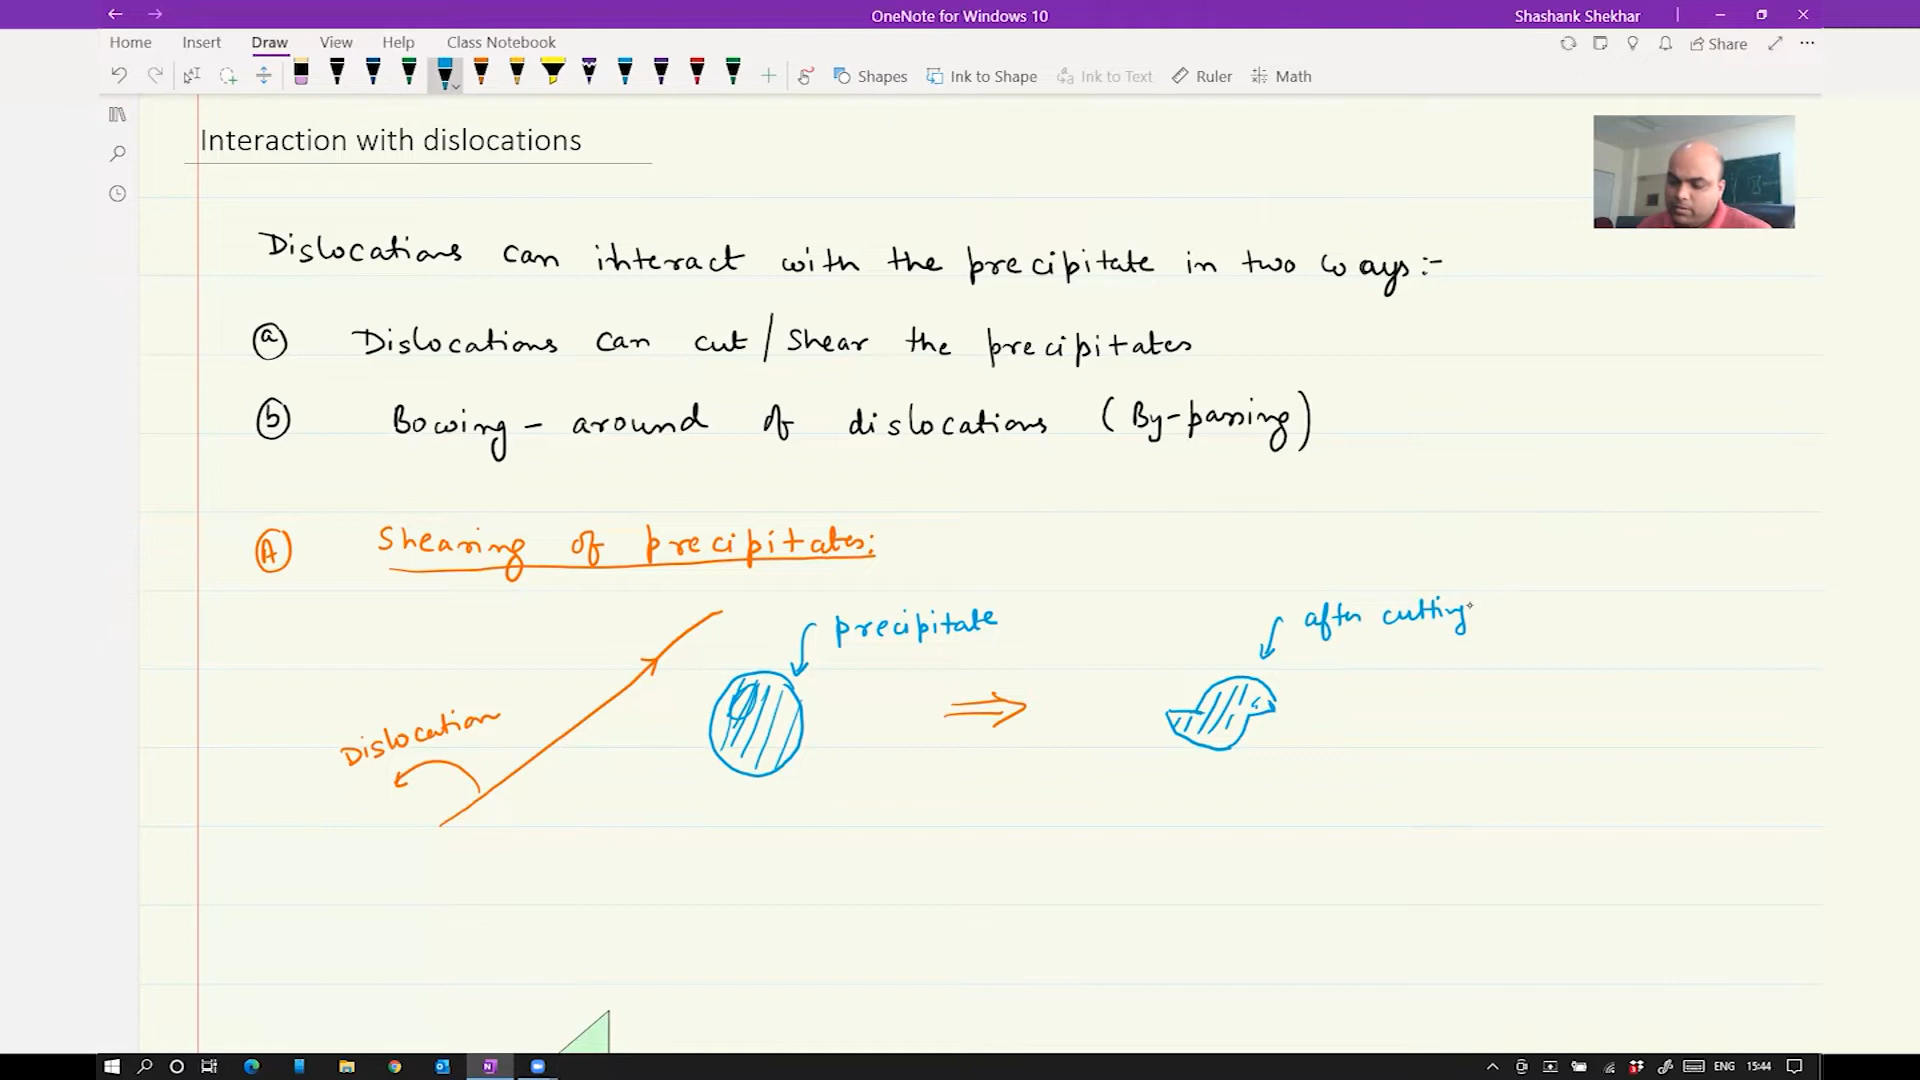 OneNote for Windows 10
Shashank Shekhar
Home Insert Draw View Help Class Notebook
Share
Shapes Ink to Shape Ink to Text Ruler Math
Interaction with dislocations
Dislocations can interact with the precipitate in two ways :-
(a) Dislocations can cut / Shear the precipitates
(b) Bowing - around of dislocations (By-passing)
(A) Shearing of precipitates:
precipitate
after cutting
Dislocation
ENG 15:44